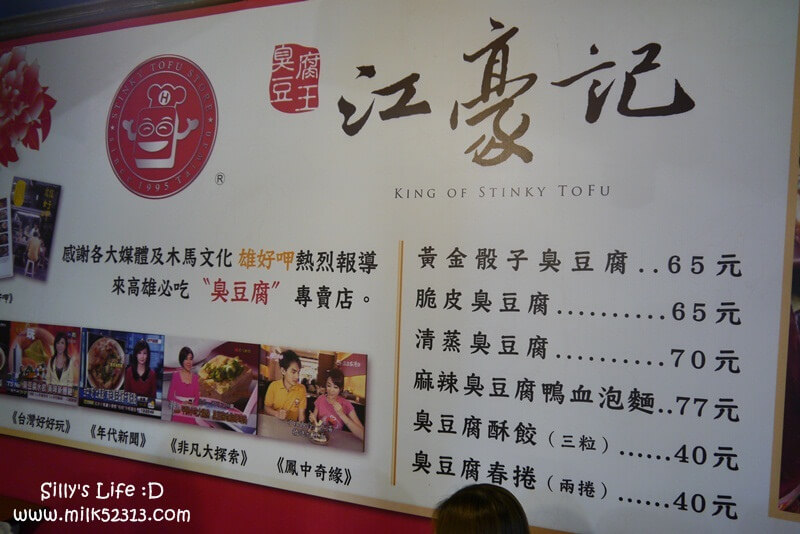 STINKY TOFU
SINCE 1995
H
®
臭豆
腐王
江豪記
KING OF STINKY TOFU
感謝各大媒體及木馬文化 雄好呷熱烈報導
來高雄必吃 〝臭豆腐〞 專賣店。
《台灣好好玩》
《年代新聞》
《非凡大探索》
《鳳中奇緣》
黃金骰子臭豆腐..65元
脆皮臭豆腐..........65元
清蒸臭豆腐..........70元
麻辣臭豆腐鴨血泡麵..77元
臭豆腐酥餃（三粒）......40元
臭豆腐春捲（兩捲）......40元
Silly's Life :D
www.milk52313.com